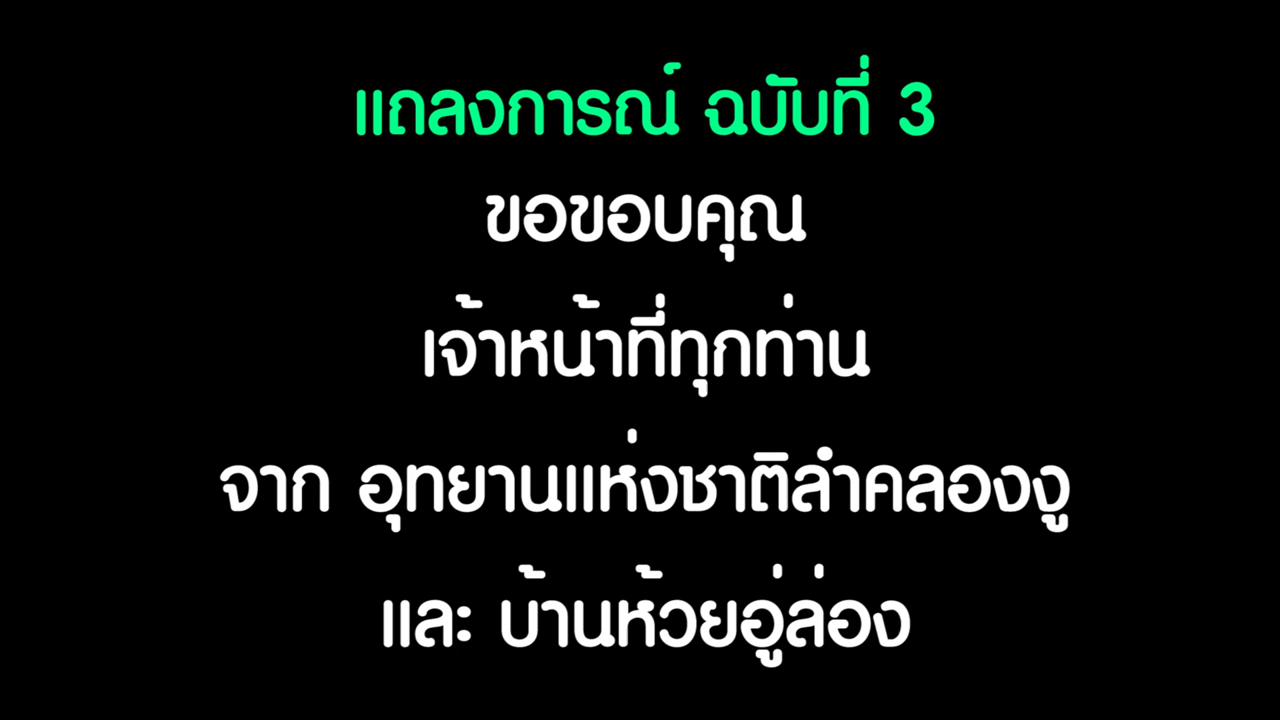 แถลงการณ์ ฉบับที่ 3
ขอขอบคุณ
เจ้าหน้าที่ทุกท่าน
จาก อุทยานแห่งชาติลำคลองงู
และ บ้านห้วยอู่ล่อง